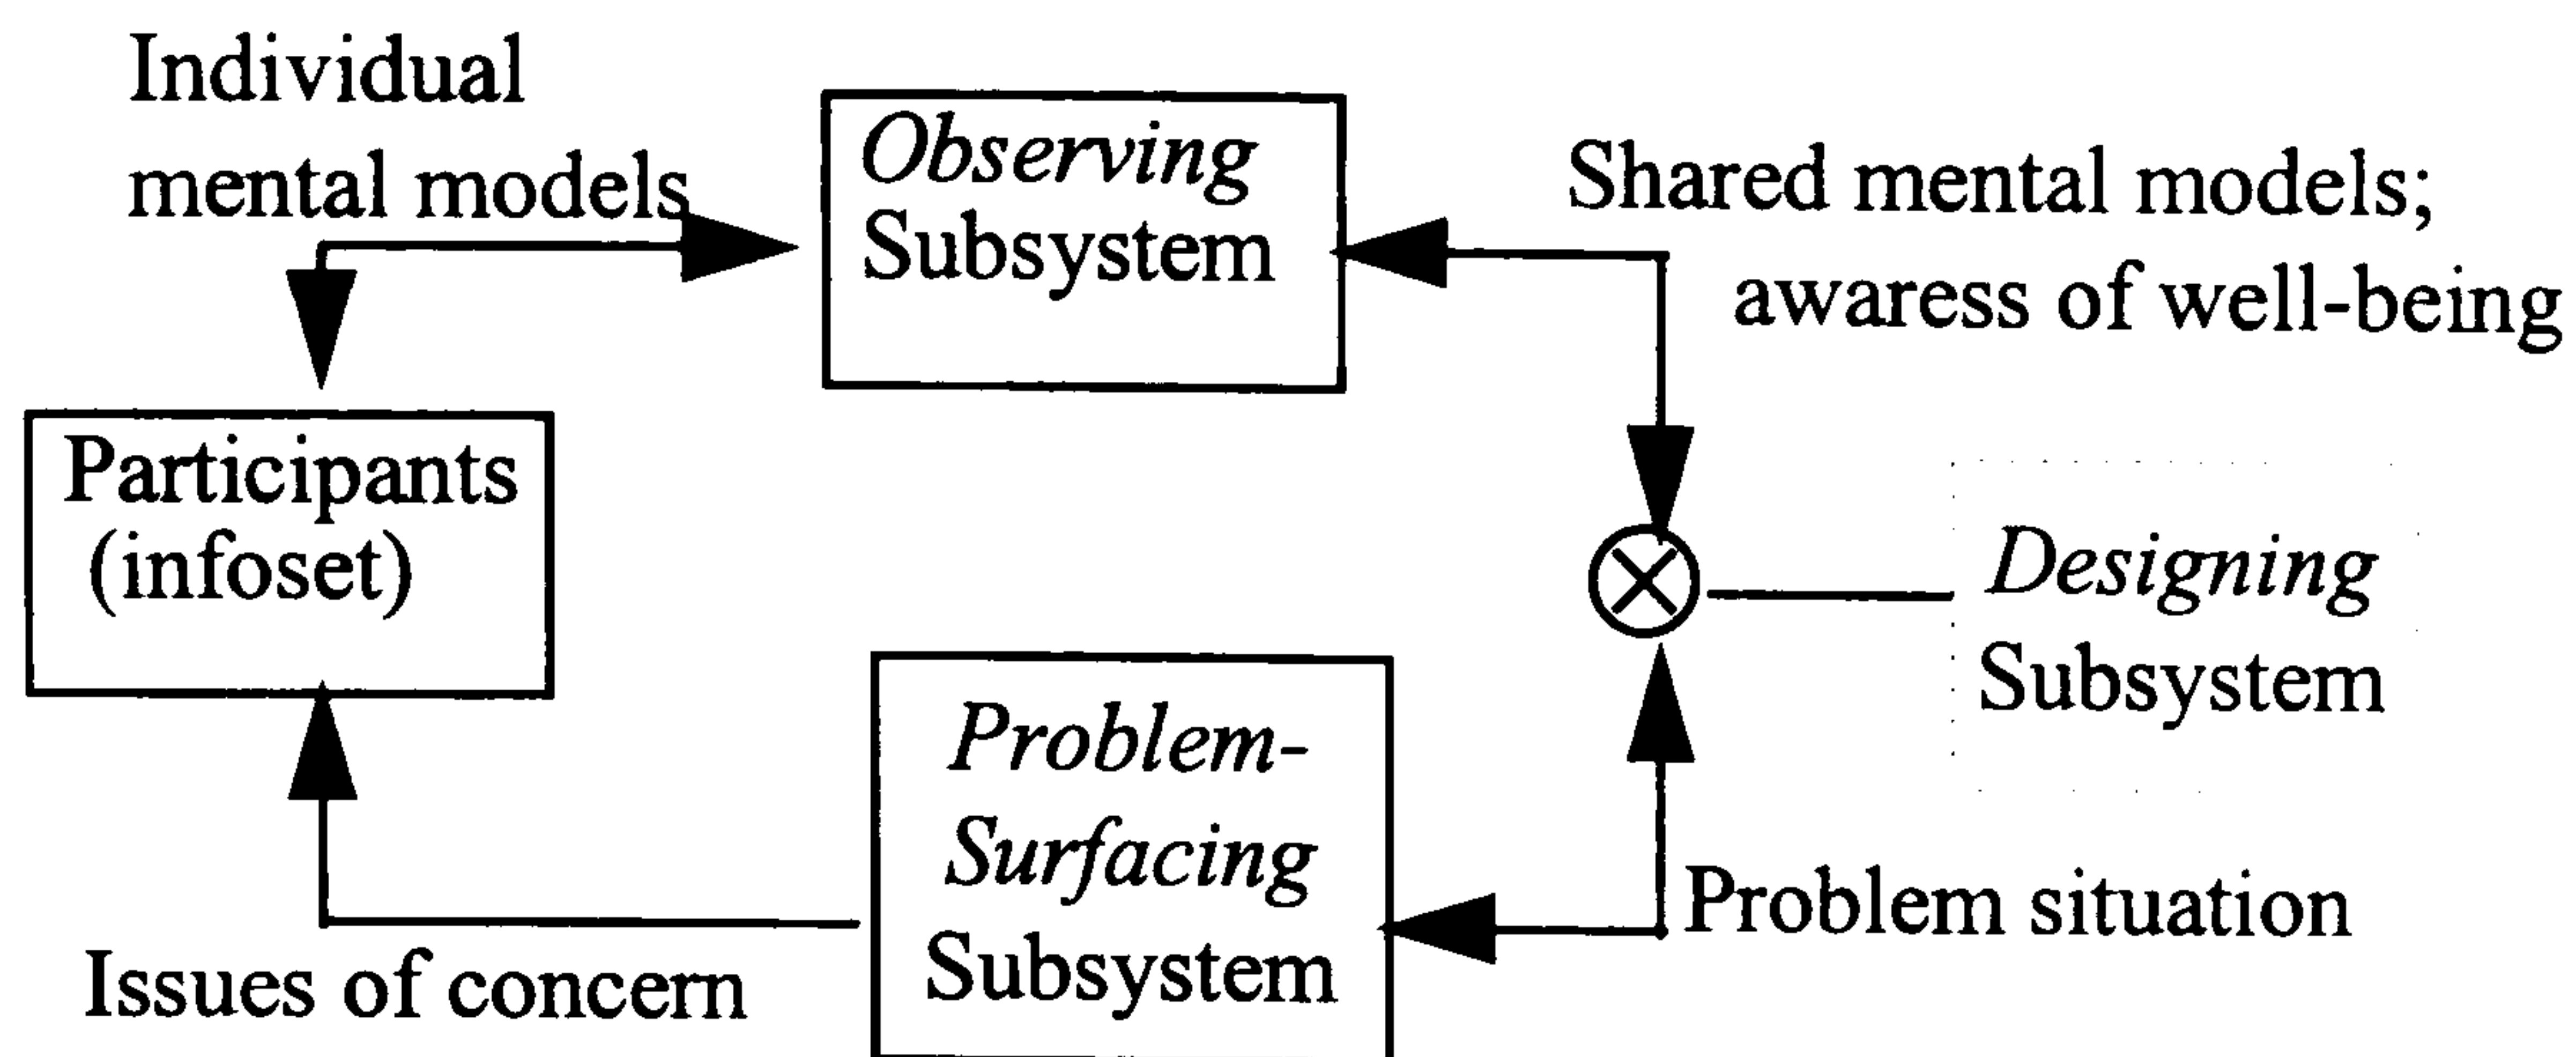 Individual
mental models
Observing
Subsystem
Shared mental models;
awaress of well-being
Participants
(infoset)
Designing
Subsystem
Problem-
Surfacing
Subsystem
Problem situation
Issues of concern